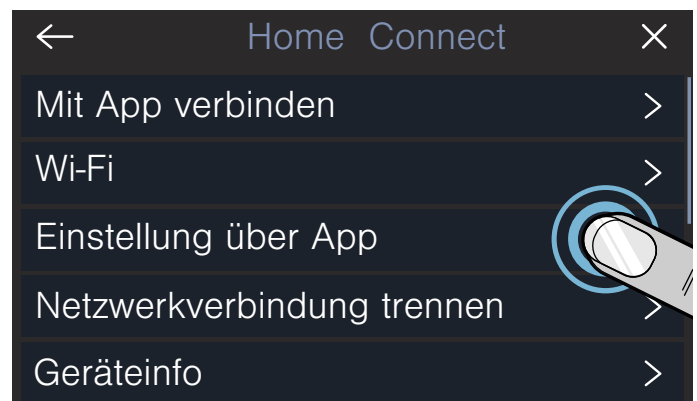 Home Connect
Mit App verbinden
Wi-Fi
Einstellung über App
Netzwerkverbindung trennen
Geräteinfo